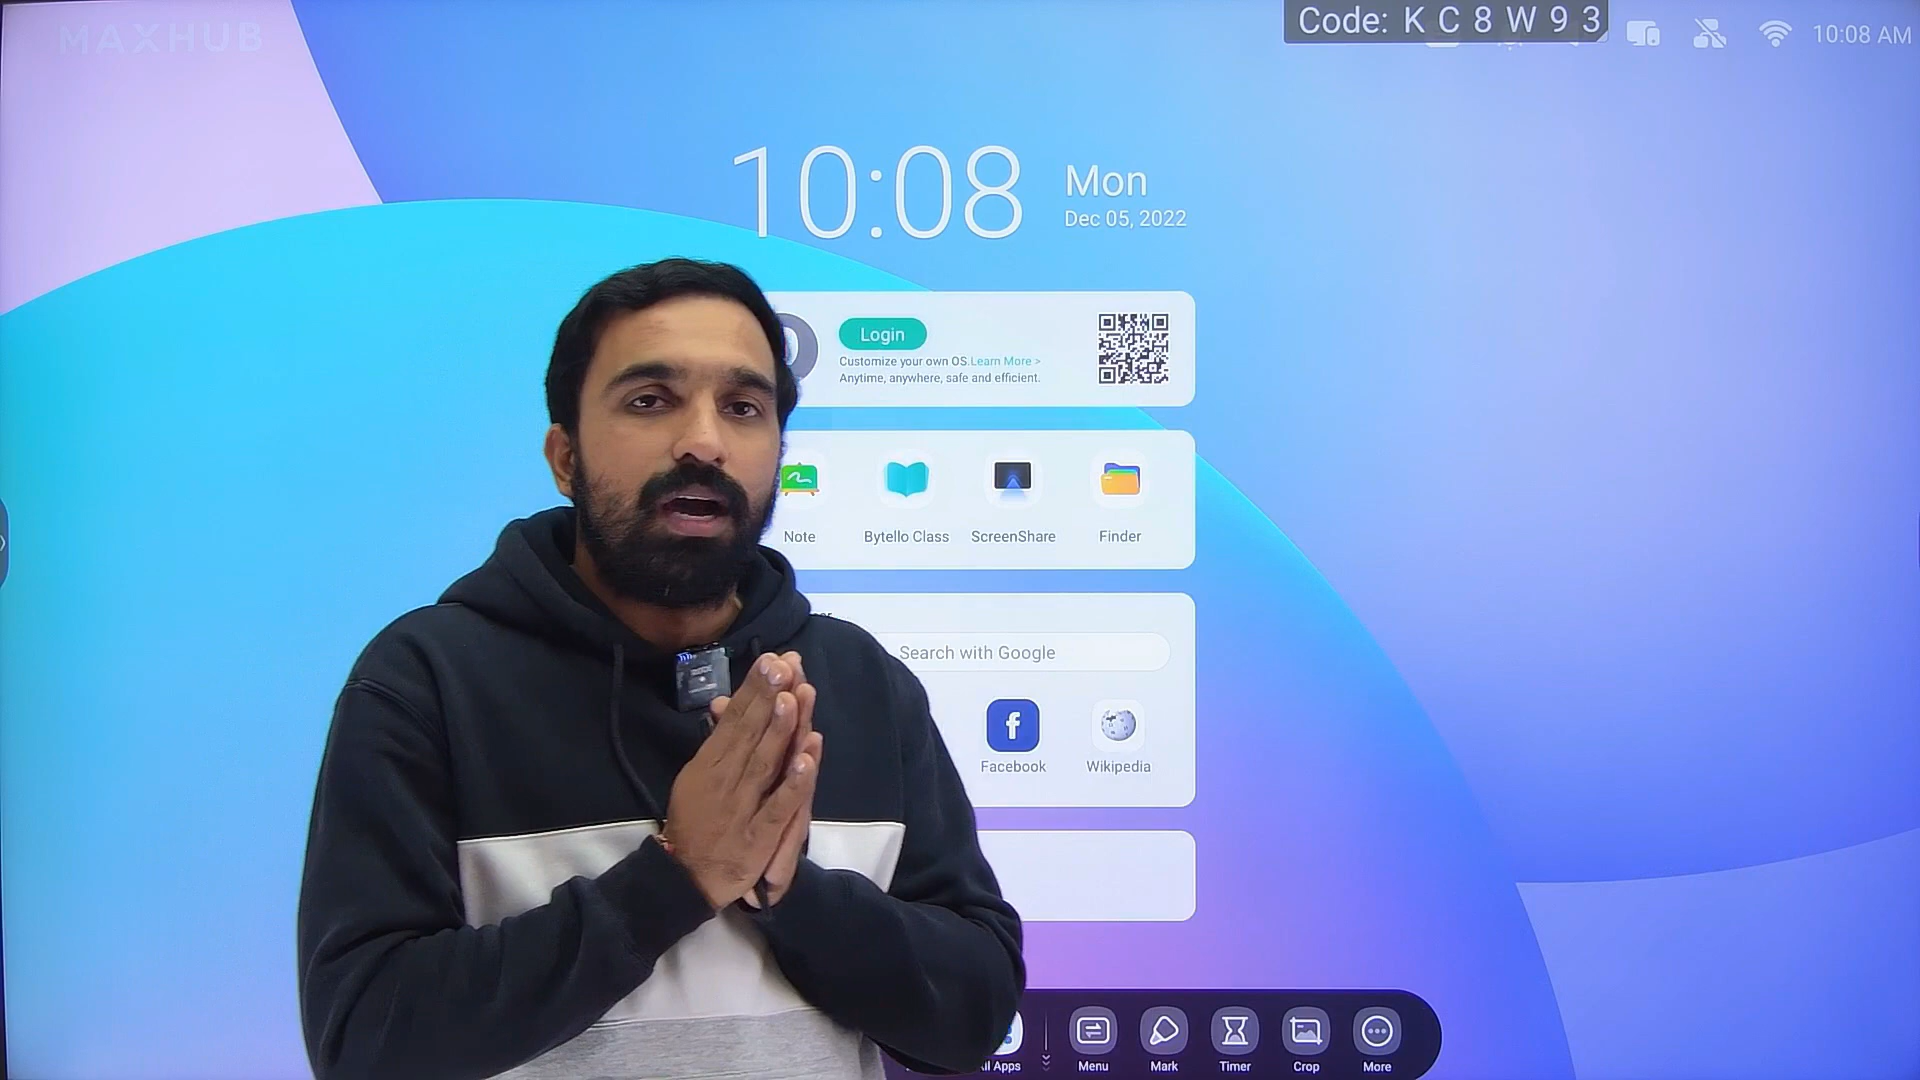 MAXHUB
Code: K C 8 W 9 3
10:08 AM
10:08
Mon
Dec 05, 2022
Login
Customize your own OS.Learn More >
Anytime, anywhere, safe and efficient.
Note
Bytello Class
ScreenShare
Finder
Search with Google
RODE
Facebook
Wikipedia
Apps
Menu
Mark
Timer
Crop
More